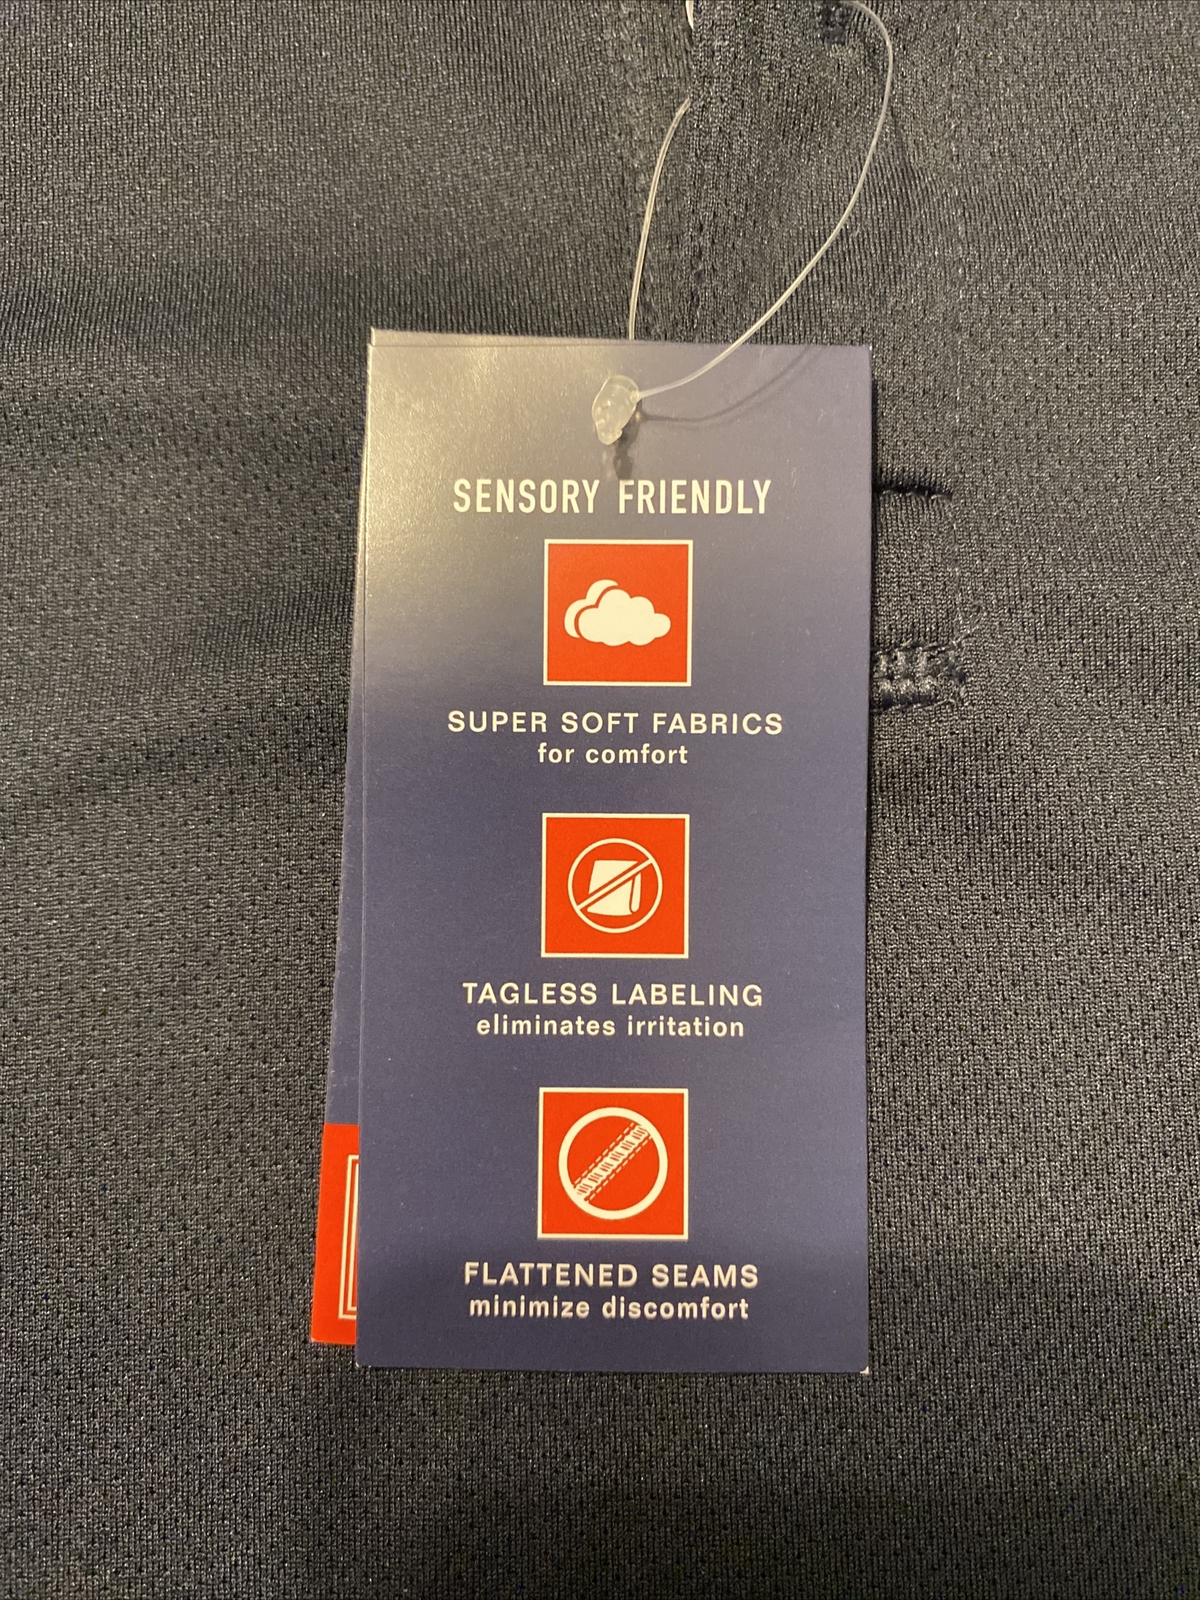 SENSORY FRIENDLY
SUPER SOFT FABRICS
for comfort
TAGLESS LABELING
eliminates irritation
FLATTENED SEAMS
minimize discomfort